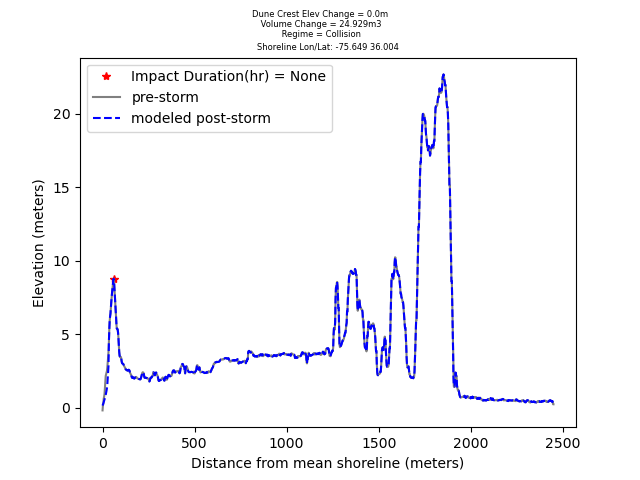 Dune Crest Elev Change = 0.0m
Volume Change = 24.929m3
Regime = Collision
Shoreline Lon/Lat: -75.649 36.004
Impact Duration(hr) = None
pre-storm
modeled post-storm
Elevation (meters)
20
15
10
5
0
0 500 1000 1500 2000 2500
Distance from mean shoreline (meters)